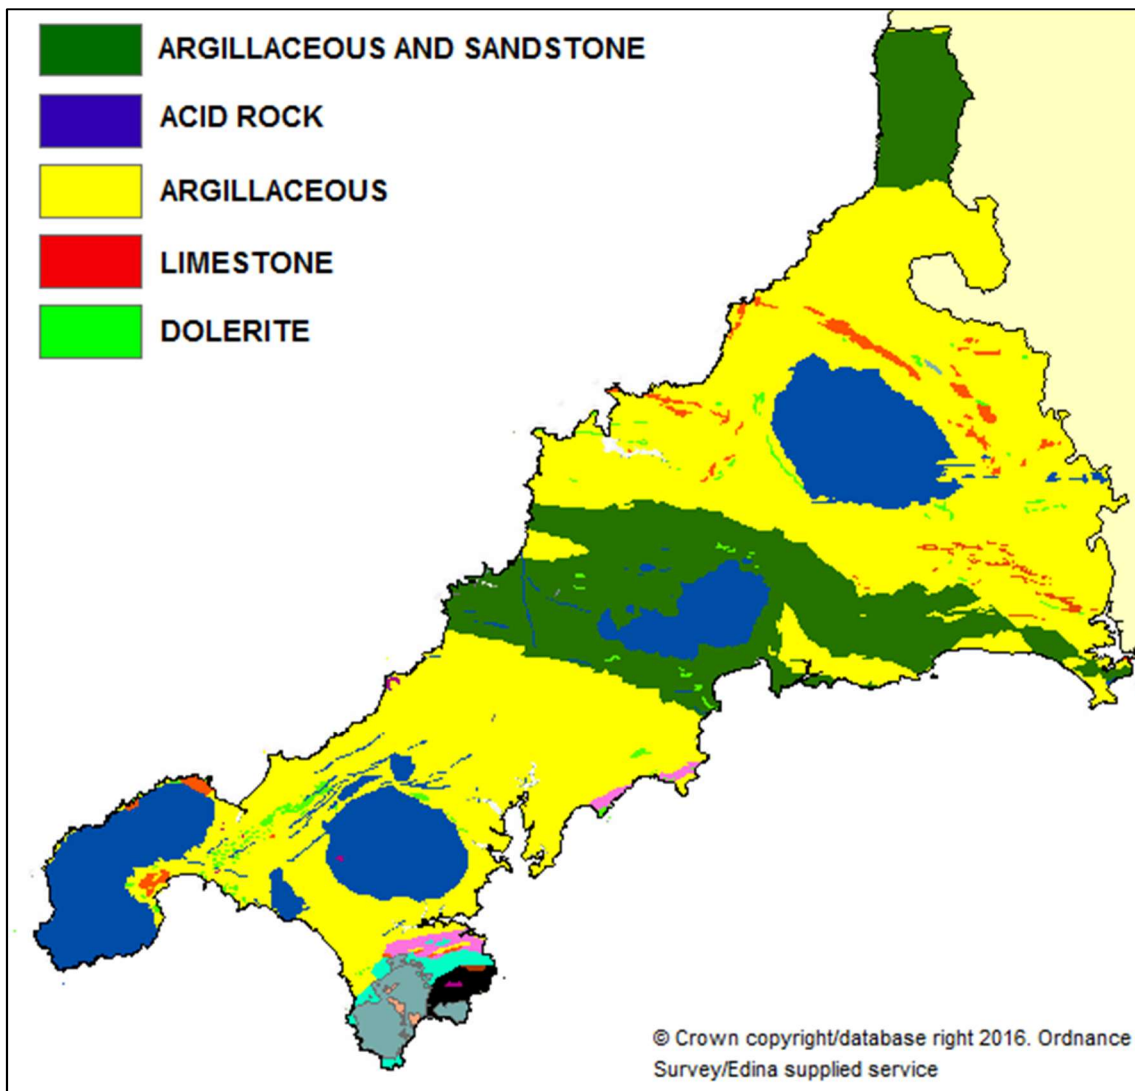 ARGILLACEOUS AND SANDSTONE
ACID ROCK
ARGILLACEOUS
LIMESTONE
DOLERITE
© Crown copyright/database right 2016. Ordnance
Survey/Edina supplied service